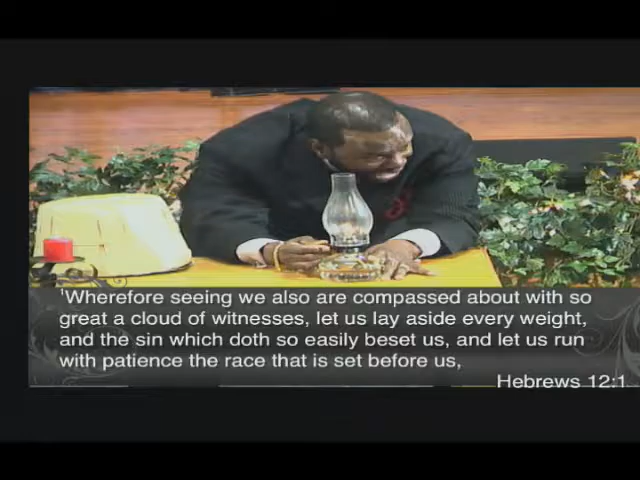 ¹Wherefore seeing we also are compassed about with so
great a cloud of witnesses, let us lay aside every weight,
and the sin which doth so easily beset us, and let us run
with patience the race that is set before us,
Hebrews 12:1